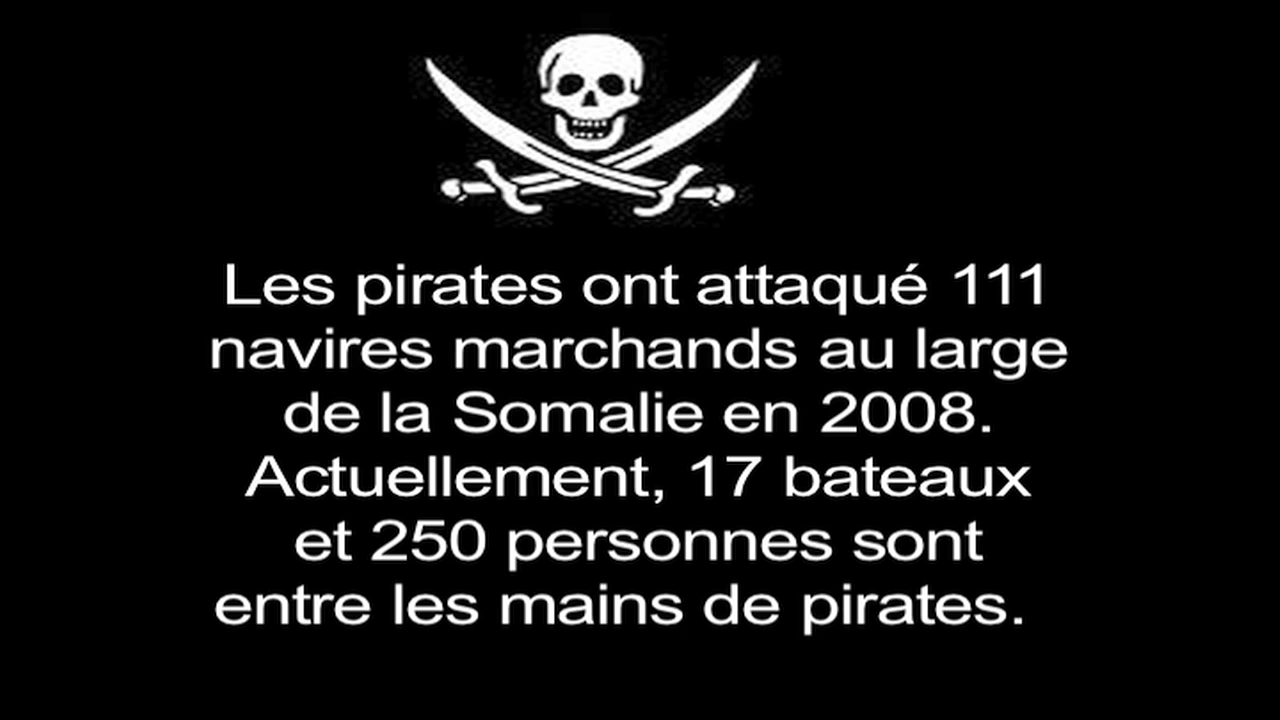 Les pirates ont attaqué 111
navires marchands au large
de la Somalie en 2008.
Actuellement, 17 bateaux
et 250 personnes sont
entre les mains de pirates.